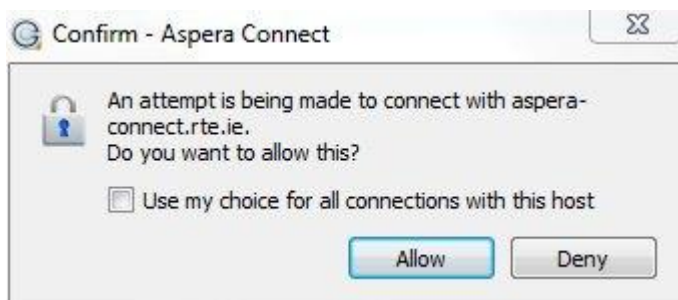 Confirm - Aspera Connect
An attempt is being made to connect with aspera-
connect.rte.ie.
Do you want to allow this?
Use my choice for all connections with this host
Allow
Deny